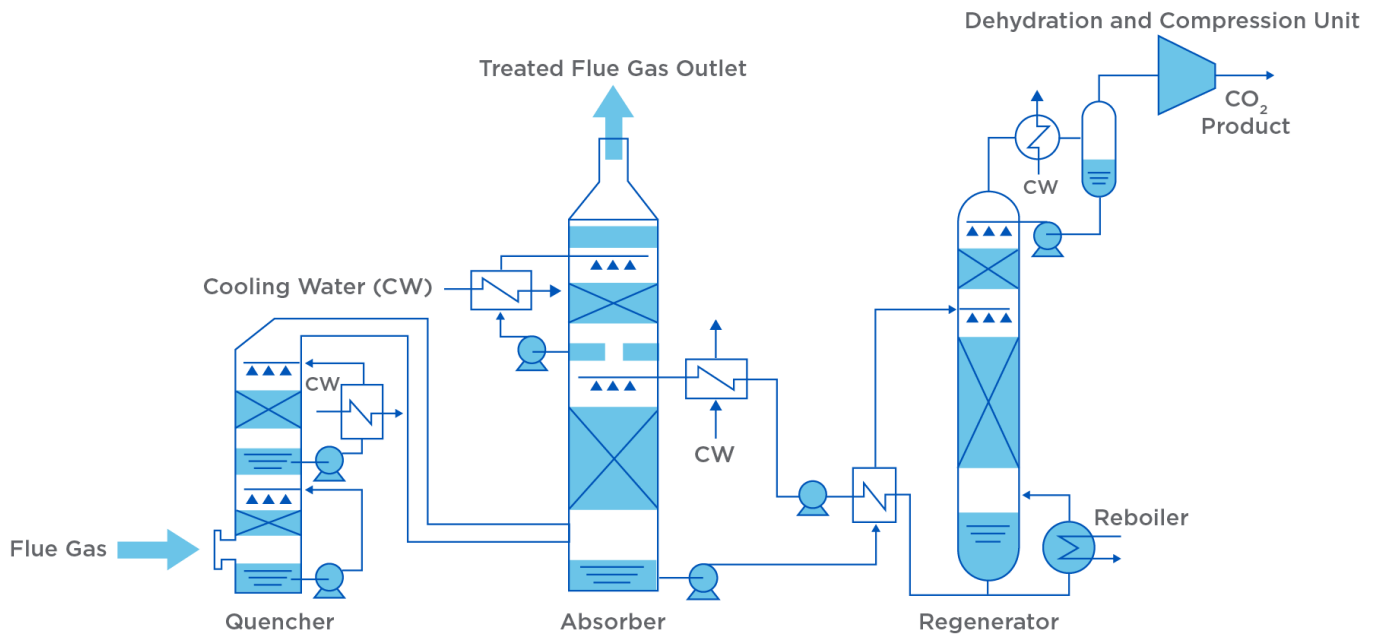 Dehydration and Compression Unit
Treated Flue Gas Outlet
CO₂
Product
CW
Cooling Water (CW)
CW
CW
Reboiler
Flue Gas
Quencher
Absorber
Regenerator